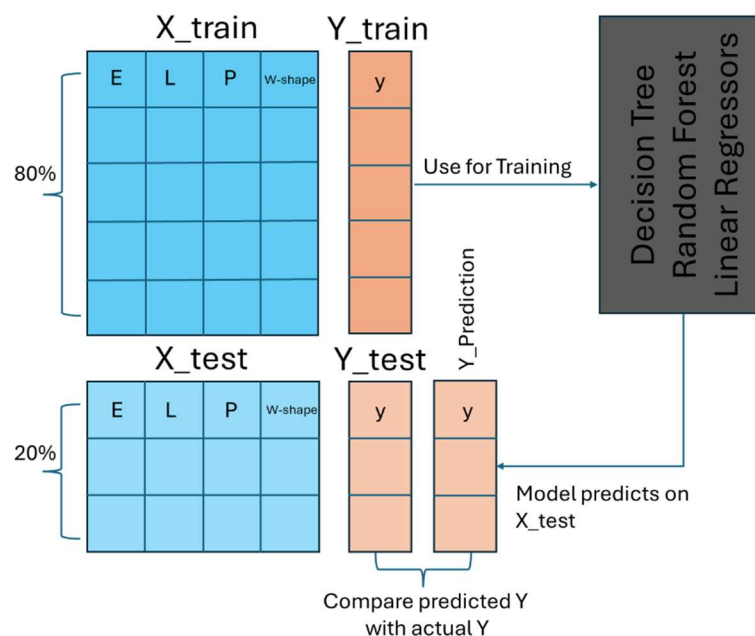 X_train
Y_train
E
L
P
W-shape
y
80%
Use for Training
Decision Tree
Random Forest
Linear Regressors
Y_Prediction
X_test
Y_test
E
L
P
W-shape
y
y
20%
Model predicts on
X_test
Compare predicted Y
with actual Y